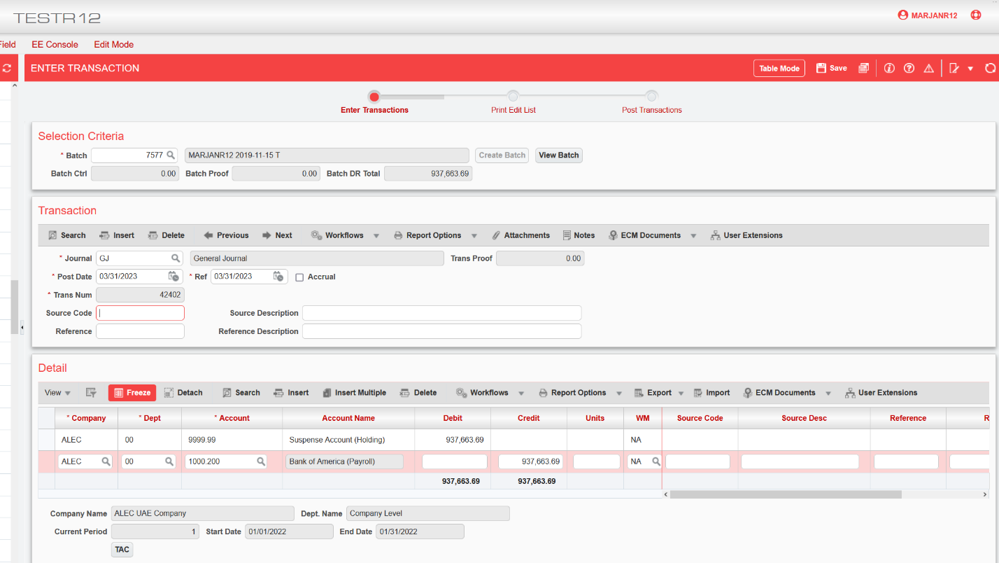 TESTR12
MARJANR12
Field EE Console Edit Mode
ENTER TRANSACTION
Table Mode Save
Enter Transactions Print Edit List Post Transactions
Selection Criteria
* Batch 7577 MARJANR12 2019-11-15 T Create Batch View Batch
Batch Ctrl 0.00 Batch Proof 0.00 Batch DR Total 937,663.69
Transaction
Search Insert Delete Previous Next Workflows Report Options Attachments Notes ECM Documents User Extensions
* Journal GJ General Journal Trans Proof 0.00
* Post Date 03/31/2023 * Ref 03/31/2023 Accrual
* Trans Num 42402
Source Code Source Description
Reference Reference Description
Detail
View Freeze Detach Search Insert Insert Multiple Delete Workflows Report Options Export Import ECM Documents User Extensions
* Company * Dept * Account Account Name Debit Credit Units WM Source Code Source Desc Reference R
ALEC 00 9999.99 Suspense Account (Holding) 937,663.69 NA
ALEC 00 1000.200 Bank of America (Payroll) 937,663.69 NA
937,663.69 937,663.69
Company Name ALEC UAE Company Dept. Name Company Level
Current Period 1 Start Date 01/01/2022 End Date 01/31/2022
TAC